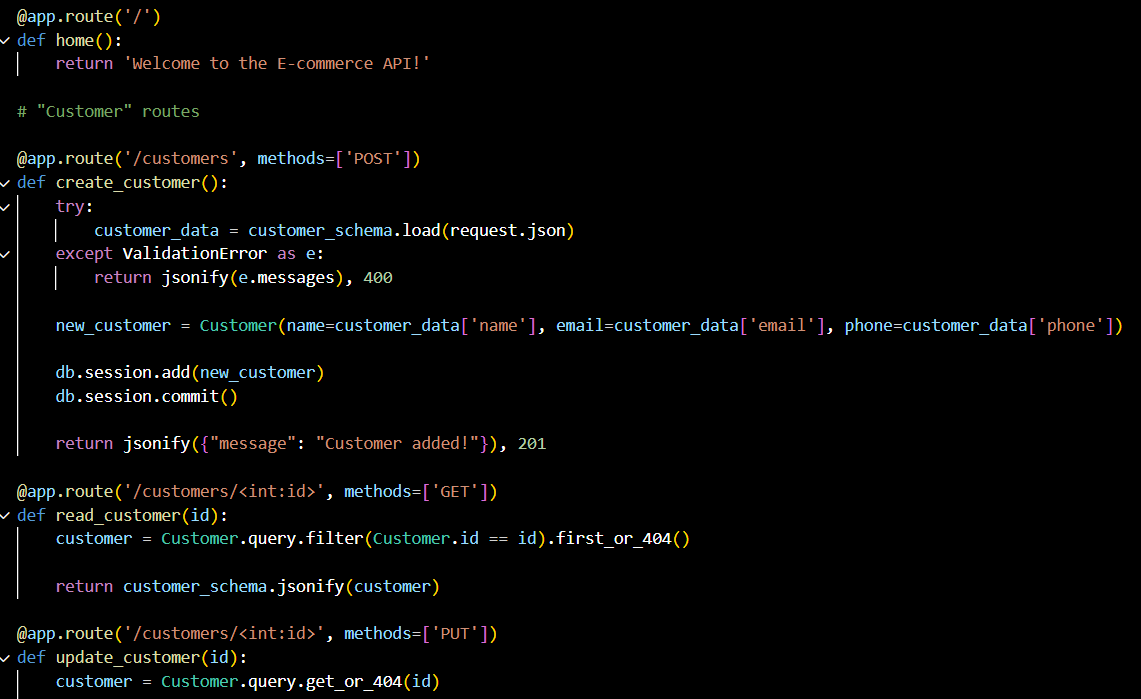 @app.route('/')
def home():
    return 'Welcome to the E-commerce API!'
# "Customer" routes
@app.route('/customers', methods=['POST'])
def create_customer():
    try:
        customer_data = customer_schema.load(request.json)
    except ValidationError as e:
        return jsonify(e.messages), 400
    new_customer = Customer(name=customer_data['name'], email=customer_data['email'], phone=customer_data['phone'])
    db.session.add(new_customer)
    db.session.commit()
    return jsonify({"message": "Customer added!"}), 201
@app.route('/customers/<int:id>', methods=['GET'])
def read_customer(id):
    customer = Customer.query.filter(Customer.id == id).first_or_404()
    return customer_schema.jsonify(customer)
@app.route('/customers/<int:id>', methods=['PUT'])
def update_customer(id):
    customer = Customer.query.get_or_404(id)